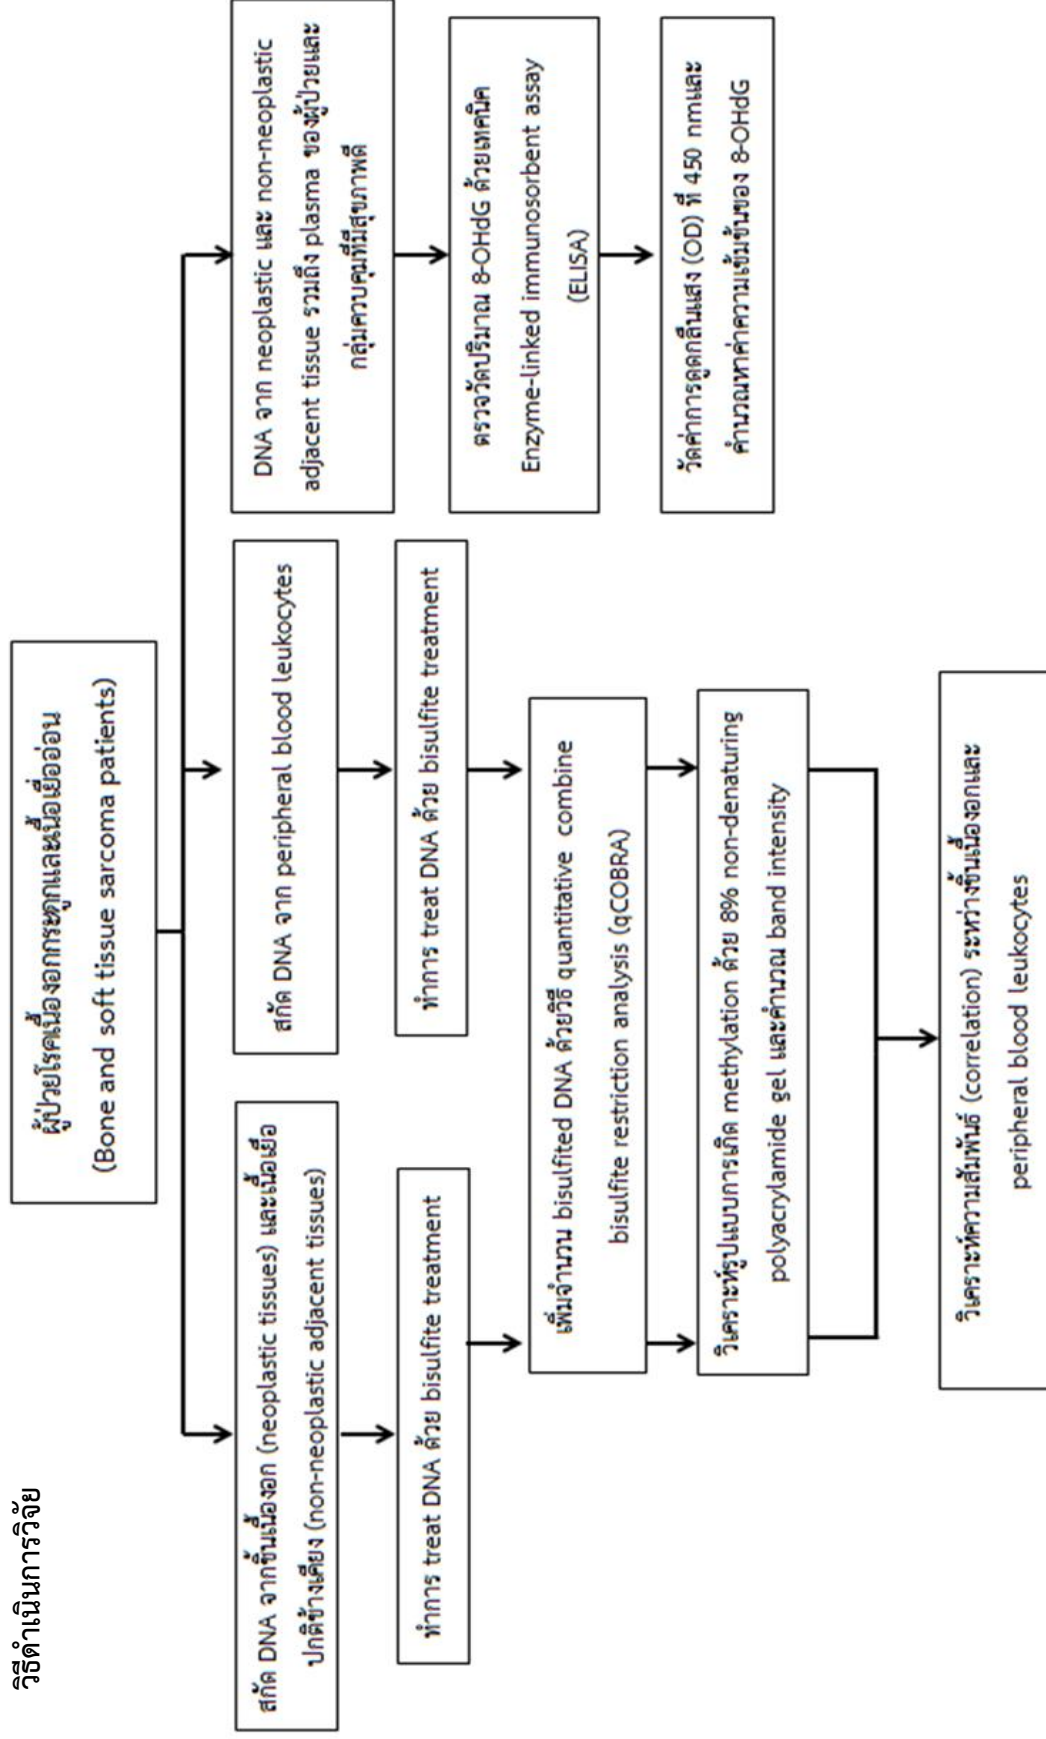 วิธีดำเนินการวิจัย
ผู้ป่วยโรคเนื้องอกกระดูกและเนื้อเยื่ออ่อน
(Bone and soft tissue sarcoma patients)
สกัด DNA จากชิ้นเนื้องอก (neoplastic tissues) และเนื้อเยื่อ
ปกติข้างเคียง (non-neoplastic adjacent tissues)
ทำการ treat DNA ด้วย bisulfite treatment
สกัด DNA จาก peripheral blood leukocytes
ทำการ treat DNA ด้วย bisulfite treatment
เพิ่มจำนวน bisulfited DNA ด้วยวิธี quantitative combine
bisulfite restriction analysis (qCOBRA)
วิเคราะห์รูปแบบการเกิด methylation ด้วย 8% non-denaturing
polyacrylamide gel และคำนวณ band intensity
วิเคราะห์ความสัมพันธ์ (correlation) ระหว่างชิ้นเนื้องอกและ
peripheral blood leukocytes
DNA จาก neoplastic และ non-neoplastic
adjacent tissue รวมถึง plasma ของผู้ป่วยและ
กลุ่มควบคุมที่มีสุขภาพดี
ตรวจวัดปริมาณ 8-OHdG ด้วยเทคนิค
Enzyme-linked immunosorbent assay
(ELISA)
วัดค่าการดูดกลืนแสง (OD) ที่ 450 nmและ
คำนวณหาค่าความเข้มข้นของ 8-OHdG